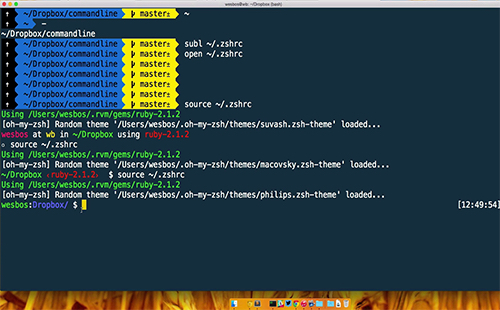 wesbos@wb: ~/Dropbox (bash)
~/Dropbox/commandline master± ~
~ -
~/Dropbox/commandline
~/Dropbox/commandline master± subl ~/.zshrc
~/Dropbox/commandline master± open ~/.zshrc
~/Dropbox/commandline master±
~/Dropbox/commandline master±
~/Dropbox/commandline master±
~/Dropbox/commandline master±
~/Dropbox/commandline master± source ~/.zshrc
Using /Users/wesbos/.rvm/gems/ruby-2.1.2
[oh-my-zsh] Random theme '/Users/wesbos/.oh-my-zsh/themes/suvash.zsh-theme' loaded...
wesbos at wb in ~/Dropbox using ruby-2.1.2
○ source ~/.zshrc
Using /Users/wesbos/.rvm/gems/ruby-2.1.2
[oh-my-zsh] Random theme '/Users/wesbos/.oh-my-zsh/themes/macovsky.zsh-theme' loaded...
~/Dropbox ‹ruby-2.1.2› $ source ~/.zshrc
Using /Users/wesbos/.rvm/gems/ruby-2.1.2
[oh-my-zsh] Random theme '/Users/wesbos/.oh-my-zsh/themes/philips.zsh-theme' loaded...
wesbos:Dropbox/ $ [12:49:54]